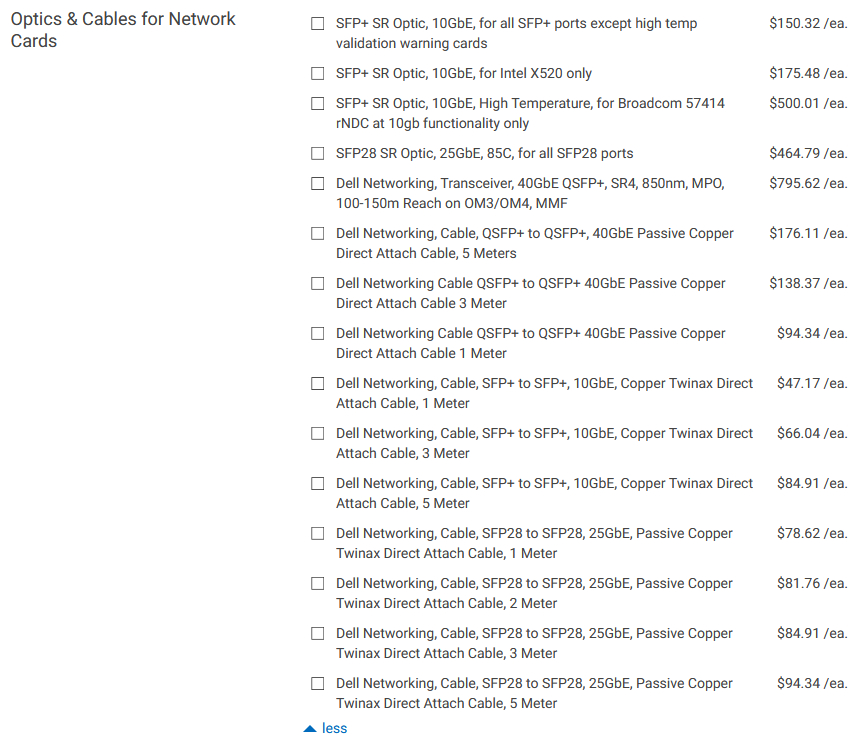 Optics & Cables for Network
Cards
SFP+ SR Optic, 10GbE, for all SFP+ ports except high temp
validation warning cards
$150.32 /ea.
SFP+ SR Optic, 10GbE, for Intel X520 only
$175.48 /ea.
SFP+ SR Optic, 10GbE, High Temperature, for Broadcom 57414
rNDC at 10gb functionality only
$500.01 /ea.
SFP28 SR Optic, 25GbE, 85C, for all SFP28 ports
$464.79 /ea.
Dell Networking, Transceiver, 40GbE QSFP+, SR4, 850nm, MPO,
100-150m Reach on OM3/OM4, MMF
$795.62 /ea.
Dell Networking, Cable, QSFP+ to QSFP+, 40GbE Passive Copper
Direct Attach Cable, 5 Meters
$176.11 /ea.
Dell Networking Cable QSFP+ to QSFP+ 40GbE Passive Copper
Direct Attach Cable 3 Meter
$138.37 /ea.
Dell Networking Cable QSFP+ to QSFP+ 40GbE Passive Copper
Direct Attach Cable 1 Meter
$94.34 /ea.
Dell Networking, Cable, SFP+ to SFP+, 10GbE, Copper Twinax Direct
Attach Cable, 1 Meter
$47.17 /ea.
Dell Networking, Cable, SFP+ to SFP+, 10GbE, Copper Twinax Direct
Attach Cable, 3 Meter
$66.04 /ea.
Dell Networking, Cable, SFP+ to SFP+, 10GbE, Copper Twinax Direct
Attach Cable, 5 Meter
$84.91 /ea.
Dell Networking, Cable, SFP28 to SFP28, 25GbE, Passive Copper
Twinax Direct Attach Cable, 1 Meter
$78.62 /ea.
Dell Networking, Cable, SFP28 to SFP28, 25GbE, Passive Copper
Twinax Direct Attach Cable, 2 Meter
$81.76 /ea.
Dell Networking, Cable, SFP28 to SFP28, 25GbE, Passive Copper
Twinax Direct Attach Cable, 3 Meter
$84.91 /ea.
Dell Networking, Cable, SFP28 to SFP28, 25GbE, Passive Copper
Twinax Direct Attach Cable, 5 Meter
$94.34 /ea.
less